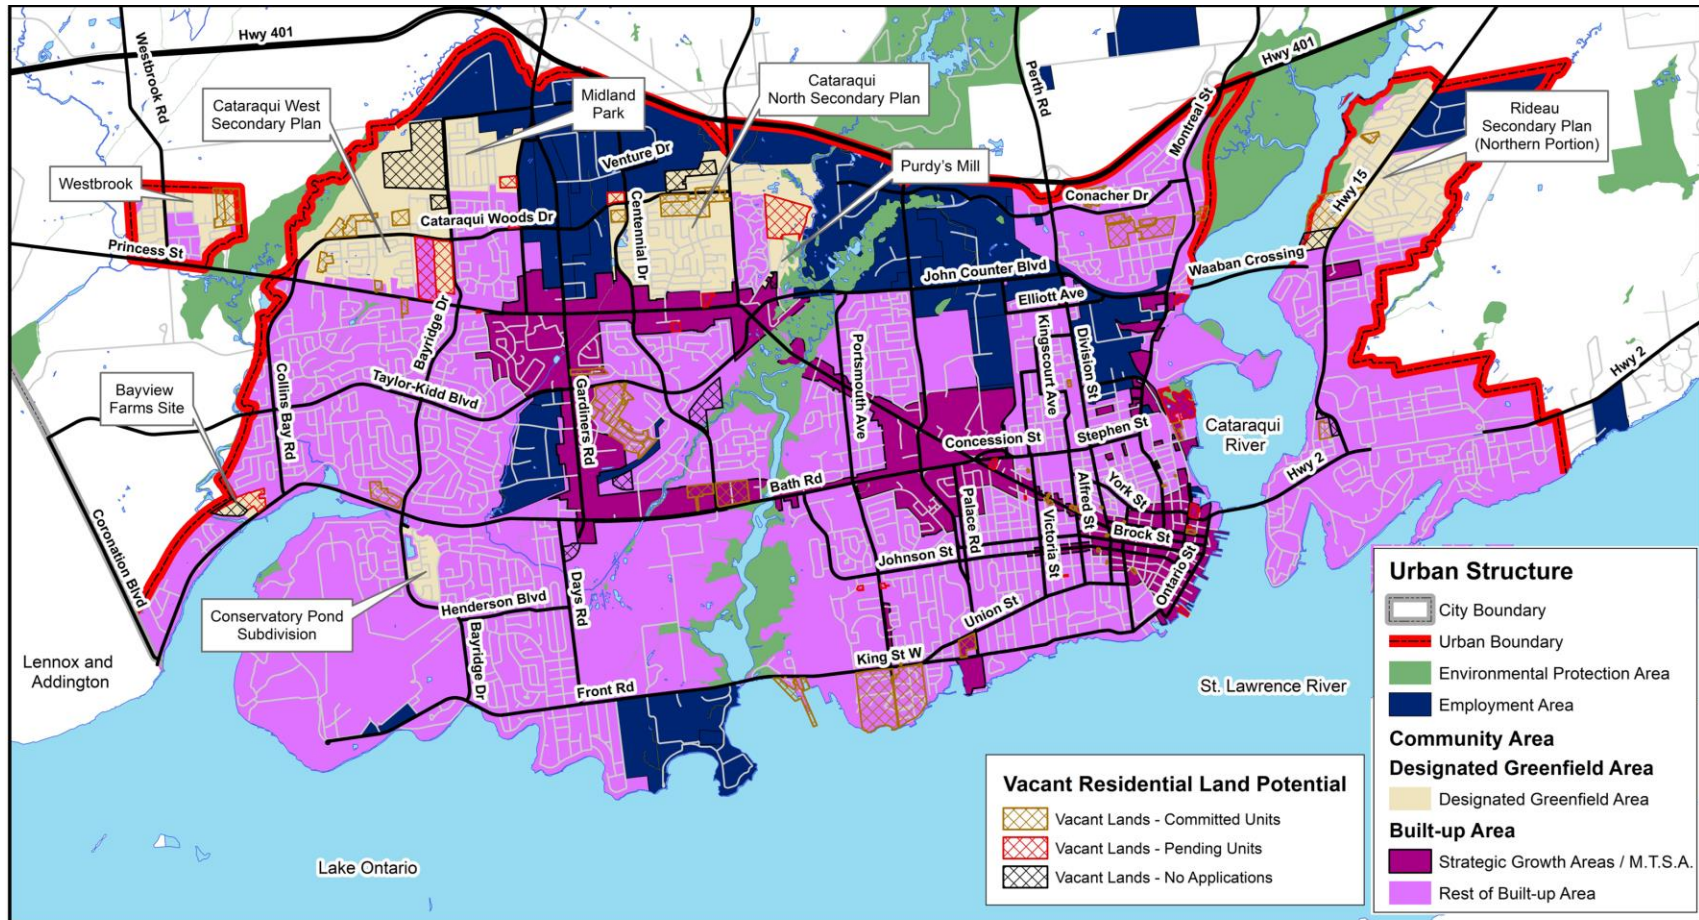 Hwy 401
Westbrook Rd
Cataraqui West
Secondary Plan
Midland
Park
Cataraqui
North Secondary Plan
Perth Rd
Hwy 401
Montreal St
Rideau
Secondary Plan
(Northern Portion)
Westbrook
Venture Dr
Purdy's Mill
Conacher Dr
Hwy 15
Cataraqui Woods Dr
Centennial Dr
Princess St
John Counter Blvd
Waaban Crossing
Elliott Ave
Bayridge Dr
Kingscourt Ave
Division St
Portsmouth Ave
Hwy 2
Bayview
Farms Site
Collins Bay Rd
Taylor-Kidd Blvd
Gardiners Rd
Concession St
Stephen St
Cataraqui
River
Hwy 2
Bath Rd
Palace Rd
Alfred St
York St
Victoria St
Brock St
Coronation Blvd
Johnson St
Ontario St
Conservatory Pond
Subdivision
Henderson Blvd
Days Rd
Union St
Bayridge Dr
King St W
Front Rd
Lennox and
Addington
St. Lawrence River
Lake Ontario
Vacant Residential Land Potential
Vacant Lands - Committed Units
Vacant Lands - Pending Units
Vacant Lands - No Applications
Urban Structure
City Boundary
Urban Boundary
Environmental Protection Area
Employment Area
Community Area
Designated Greenfield Area
Designated Greenfield Area
Built-up Area
Strategic Growth Areas / M.T.S.A.
Rest of Built-up Area